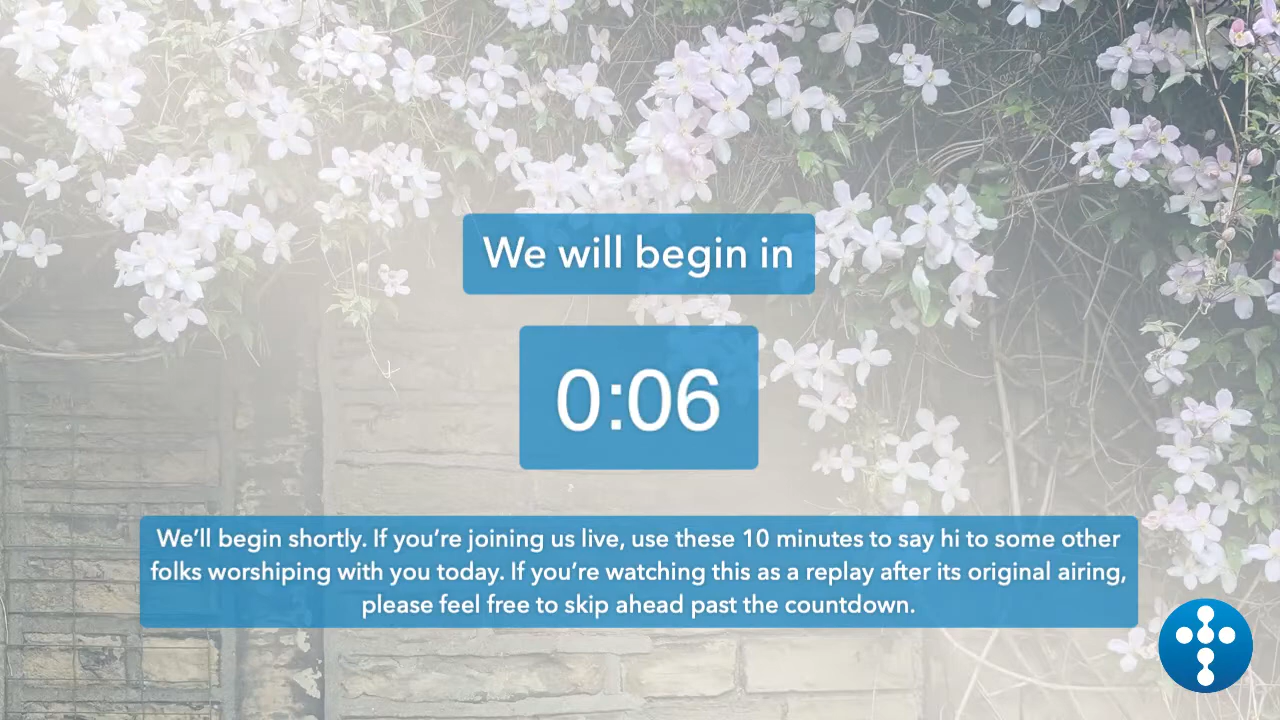 We will begin in
0:06
We’ll begin shortly. If you’re joining us live, use these 10 minutes to say hi to some other
folks worshiping with you today. If you’re watching this as a replay after its original airing,
please feel free to skip ahead past the countdown.